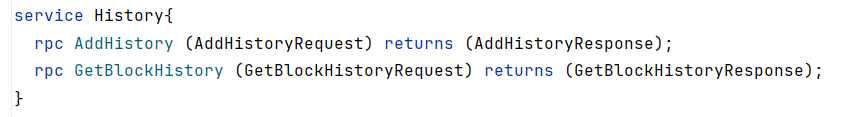 service History{
  rpc AddHistory (AddHistoryRequest) returns (AddHistoryResponse);
  rpc GetBlockHistory (GetBlockHistoryRequest) returns (GetBlockHistoryResponse);
}